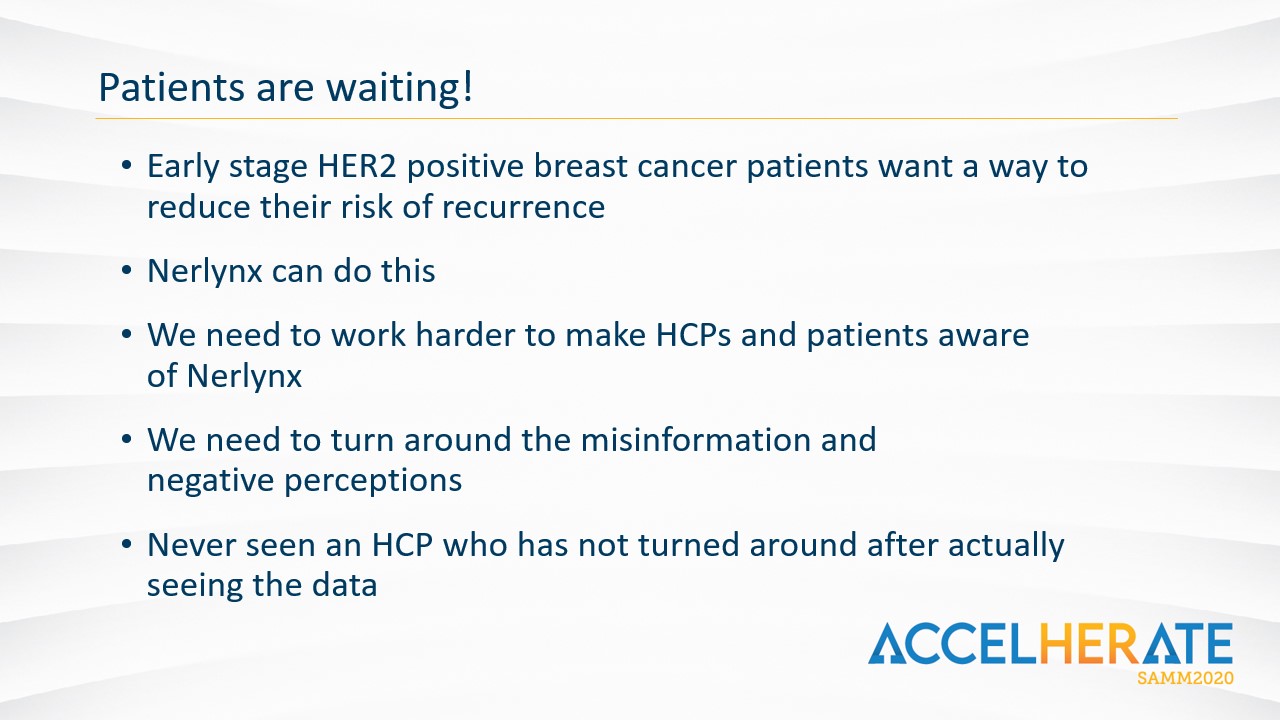 Patients are waiting!
• Early stage HER2 positive breast cancer patients want a way to
reduce their risk of recurrence
• Nerlynx can do this
• We need to work harder to make HCPs and patients aware
of Nerlynx
• We need to turn around the misinformation and
negative perceptions
• Never seen an HCP who has not turned around after actually
seeing the data
ACCELHERATE
SAMM2020